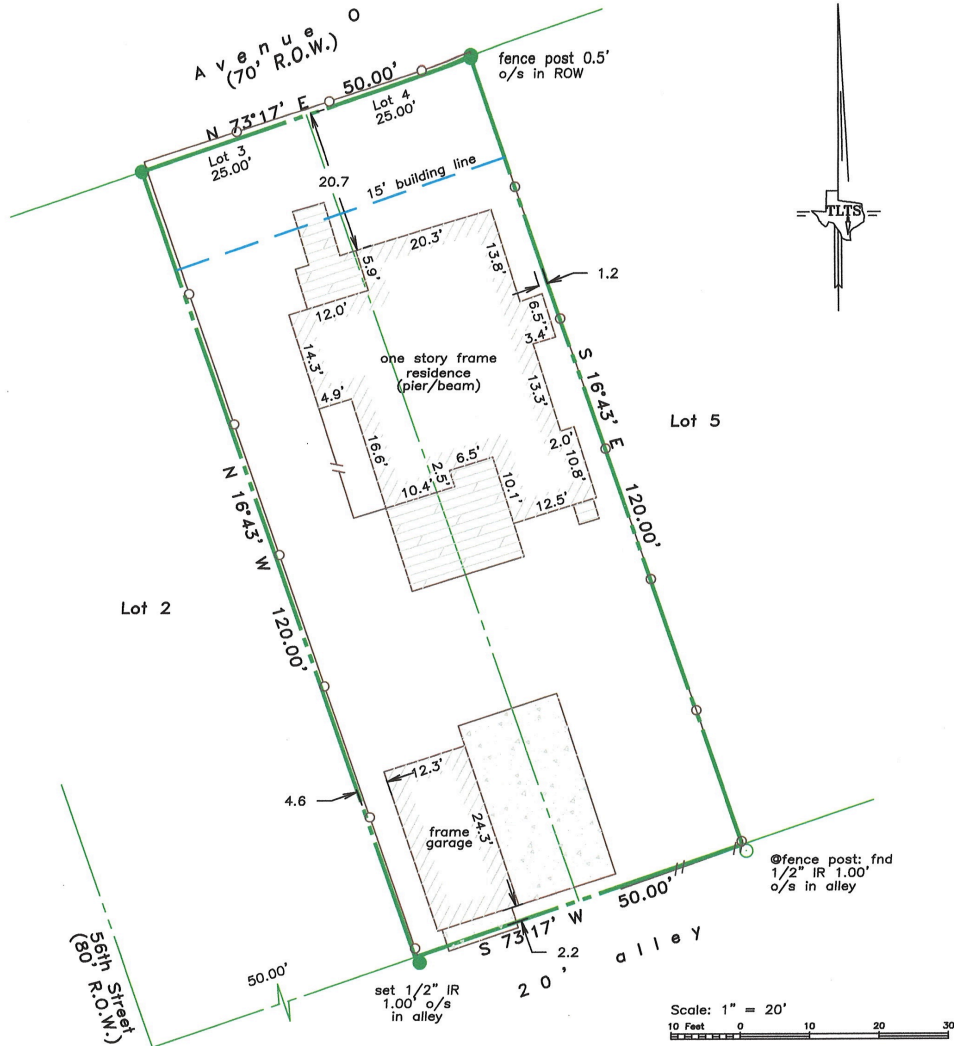 Avenue O
(70' R.O.W.)
fence post 0.5'
o/s in ROW
N 73°17' E 50.00'
Lot 4
25.00'
Lot 3
25.00'
20.7
15' building line
TLTS
20.3'
5.9'
13.8'
1.2
12.0'
6.5'
3.4'
14.3'
one story frame
residence
(pier/beam)
13.3'
S 16°43' E 120.00'
Lot 5
4.9'
16.6'
2.0'
10.8'
6.5'
2.5'
10.4'
10.1'
12.5'
N 16°43' W 120.00'
Lot 2
12.3'
4.6
24.3'
frame
garage
@fence post: fnd
1/2" IR 1.00'
o/s in alley
S 73°17' W 50.00'
2.2
20' alley
56th Street
(80' R.O.W.)
50.00'
set 1/2" IR
1.00' o/s
in alley
Scale: 1" = 20'
10 Feet 0 10 20 30